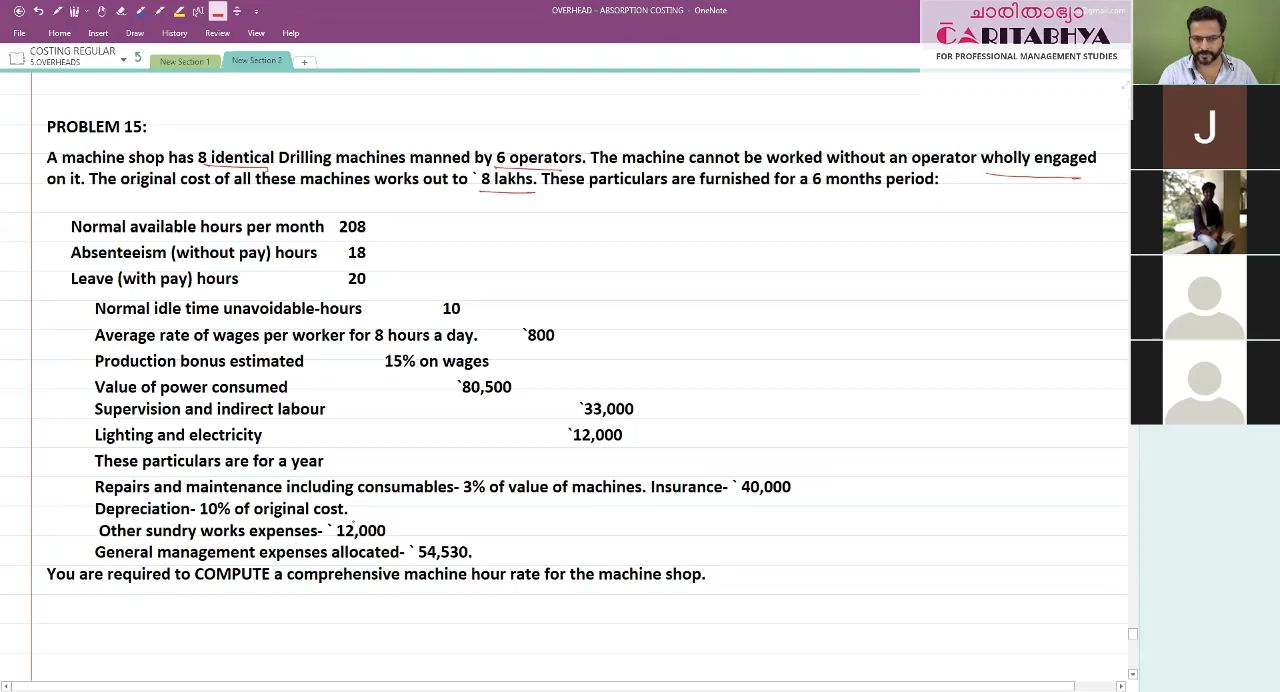 OVERHEAD – ABSORPTION COSTING - OneNote
@gmail.com
File Home Insert Draw History Review View Help
COSTING REGULAR
5.OVERHEADS
5
New Section 1
New Section 2
+
ചാരിതാഭ്യ
CARITABHYA
FOR PROFESSIONAL MANAGEMENT STUDIES
J
PROBLEM 15:
A machine shop has 8 identical Drilling machines manned by 6 operators. The machine cannot be worked without an operator wholly engaged
on it. The original cost of all these machines works out to ` 8 lakhs. These particulars are furnished for a 6 months period:
Normal available hours per month 208
Absenteeism (without pay) hours 18
Leave (with pay) hours 20
Normal idle time unavoidable-hours 10
Average rate of wages per worker for 8 hours a day. `800
Production bonus estimated 15% on wages
Value of power consumed `80,500
Supervision and indirect labour `33,000
Lighting and electricity `12,000
These particulars are for a year
Repairs and maintenance including consumables- 3% of value of machines. Insurance- ` 40,000
Depreciation- 10% of original cost.
Other sundry works expenses- ` 12,000
General management expenses allocated- ` 54,530.
You are required to COMPUTE a comprehensive machine hour rate for the machine shop.